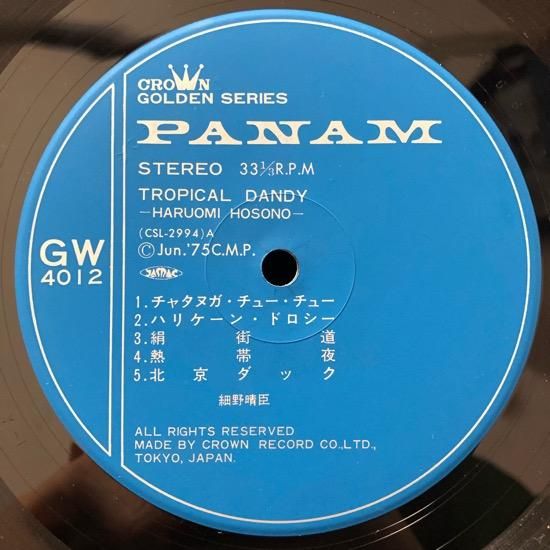 CROWN
GOLDEN SERIES
PANAM
STEREO 33⅓R.P.M
TROPICAL DANDY
—HARUOMI HOSONO—
(CSL-2994)A
©Jun.'75C.M.P.
GW
4012
JASRAC
1.チャタヌガ・チュー・チュー
2.ハリケーン・ドロシー
3.絹街道
4.熱帯夜
5.北京ダック
細野晴臣
ALL RIGHTS RESERVED
MADE BY CROWN RECORD CO.,LTD.,
TOKYO, JAPAN.